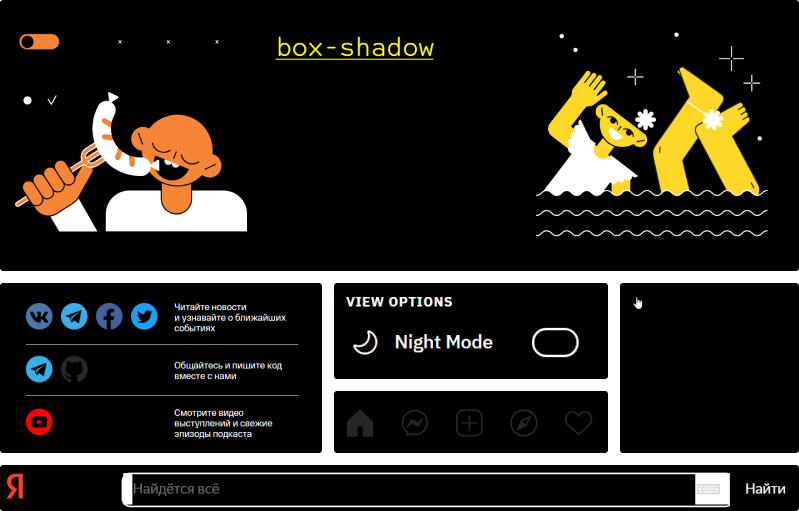 box-shadow
Читайте новости
и узнавайте о ближайших
событиях
Общайтесь и пишите код
вместе с нами
Смотрите видео
выступлений и свежие
эпизоды подкаста
VIEW OPTIONS
Night Mode
Я
Найдётся всё
Найти